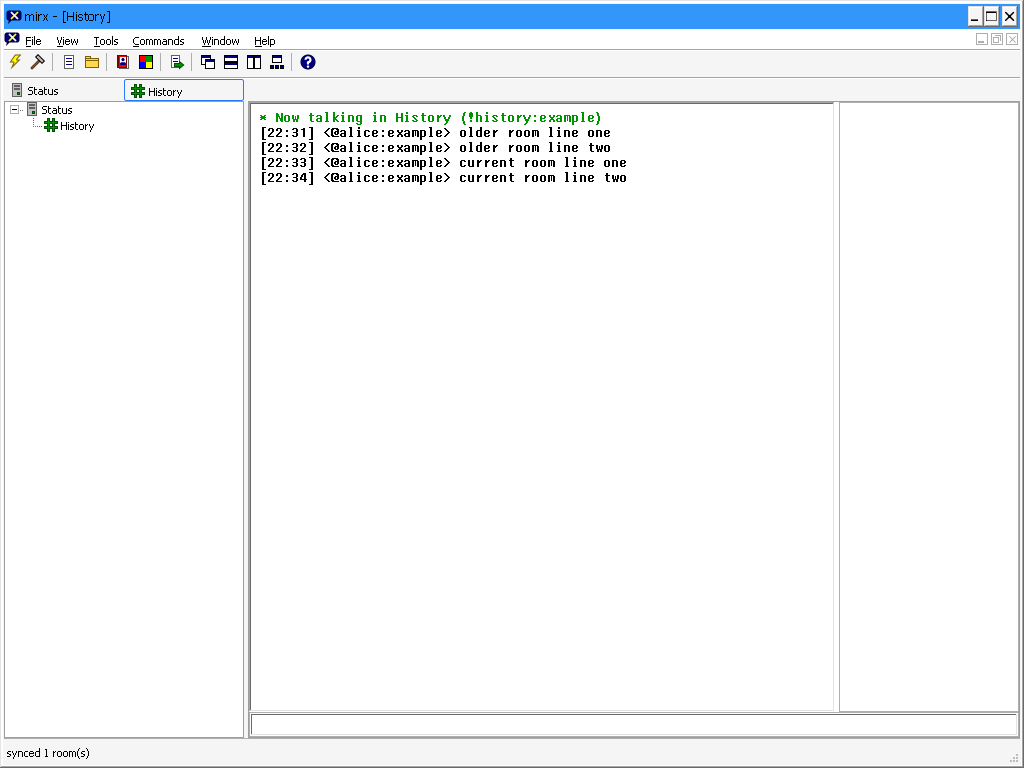 mirx - [History]
File View Tools Commands Window Help
Status History
Status
History
* Now talking in History (!history:example)
[22:31] <@alice:example> older room line one
[22:32] <@alice:example> older room line two
[22:33] <@alice:example> current room line one
[22:34] <@alice:example> current room line two
synced 1 room(s)